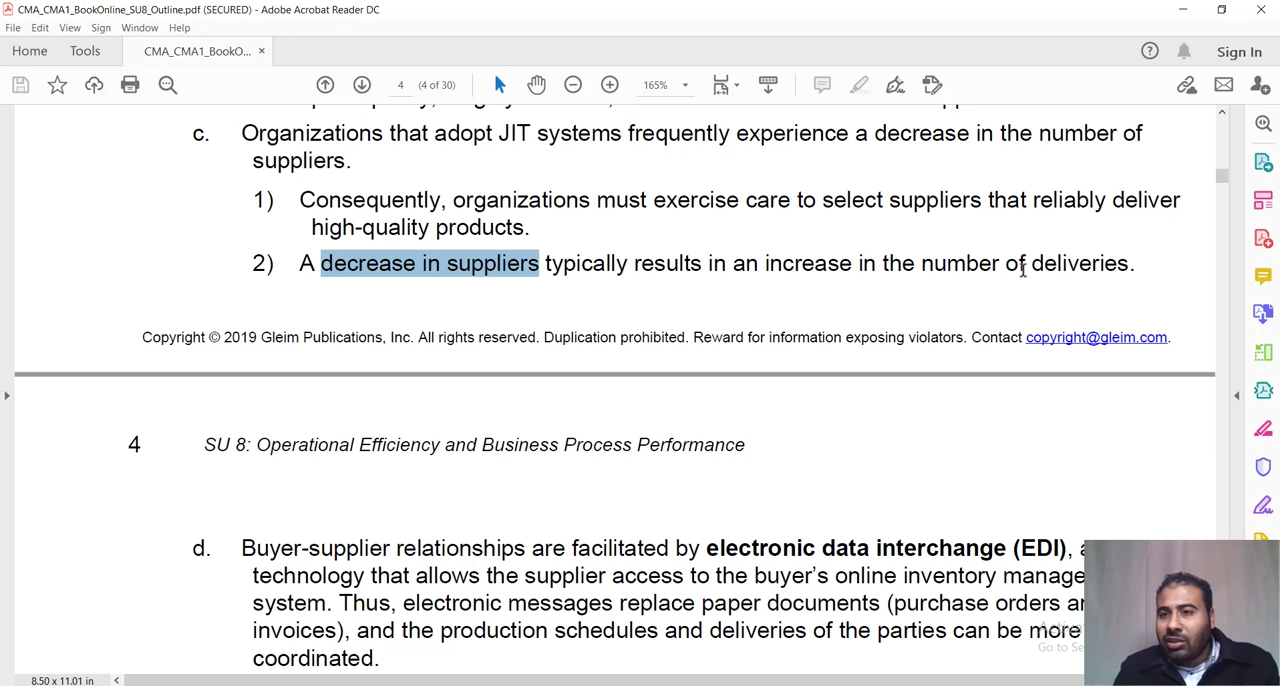 CMA_CMA1_BookOnline_SU8_Outline.pdf (SECURED) - Adobe Acrobat Reader DC
File Edit View Sign Window Help
Home Tools CMA_CMA1_BookO... × Sign In
4 (4 of 30) 165%
c. Organizations that adopt JIT systems frequently experience a decrease in the number of
suppliers.
1) Consequently, organizations must exercise care to select suppliers that reliably deliver
high-quality products.
2) A decrease in suppliers typically results in an increase in the number of deliveries.
Copyright © 2019 Gleim Publications, Inc. All rights reserved. Duplication prohibited. Reward for information exposing violators. Contact copyright@gleim.com.
4 SU 8: Operational Efficiency and Business Process Performance
d. Buyer-supplier relationships are facilitated by electronic data interchange (EDI),
technology that allows the supplier access to the buyer's online inventory manage
system. Thus, electronic messages replace paper documents (purchase orders
invoices), and the production schedules and deliveries of the parties can be more
Go to Se
coordinated.
8.50 x 11.01 in